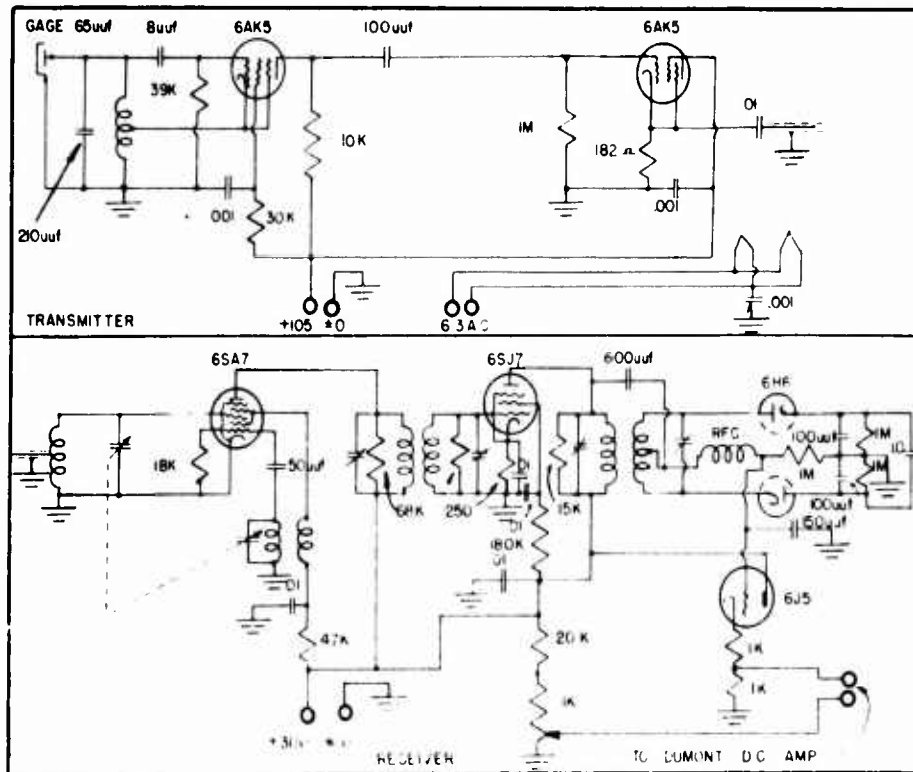 GAGE 65uuf 8uuf 6AK5 100uuf 6AK5
39K
10K
1M
.01
182 Ω
.001
30K
.001
210uuf
.001
TRANSMITTER
+105 ±0 6.3 A C
6SA7
6SJ7
600uuf
6H6
RFC
100uuf
1M
18K
50uuf
68K
250
.01
15K
1M
1M
100uuf
150uuf
.01
180K
.01
6J5
.01
47K
20K
1K
1K
1K
RECEIVER TO DUMONT D.C. AMP